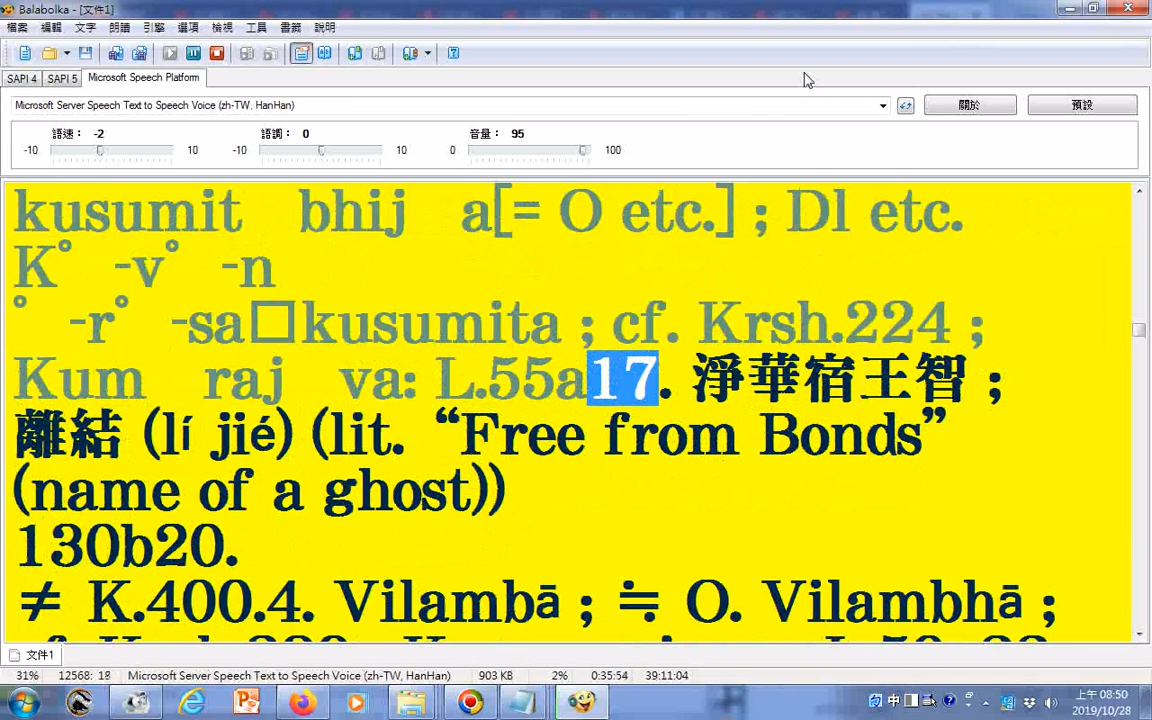 Balabolka - [文件1]
檔案 編輯 文字 朗讀 引擎 選項 檢視 工具 書籤 說明
SAPI 4 SAPI 5 Microsoft Speech Platform
Microsoft Server Speech Text to Speech Voice (zh-TW, HanHan) 關於 預設
語速： -2 語調： 0 音量： 95
-10 10 -10 10 0 100
kusumit bhij a[= O etc.] ; Dl etc.
K° -v° -n
° -r° -sa□kusumita ; cf. Krsh.224 ;
Kum raj va: L.55a17. 淨華宿王智 ;
離結 (lí jié) (lit. “Free from Bonds”
(name of a ghost))
130b20.
≠ K.400.4. Vilambā ; ≒ O. Vilambhā ;
文件1
31% 12568: 18 Microsoft Server Speech Text to Speech Voice (zh-TW, HanHan) 903 KB 2% 0:35:54 39:11:04
中 上午 08:50
2019/10/28